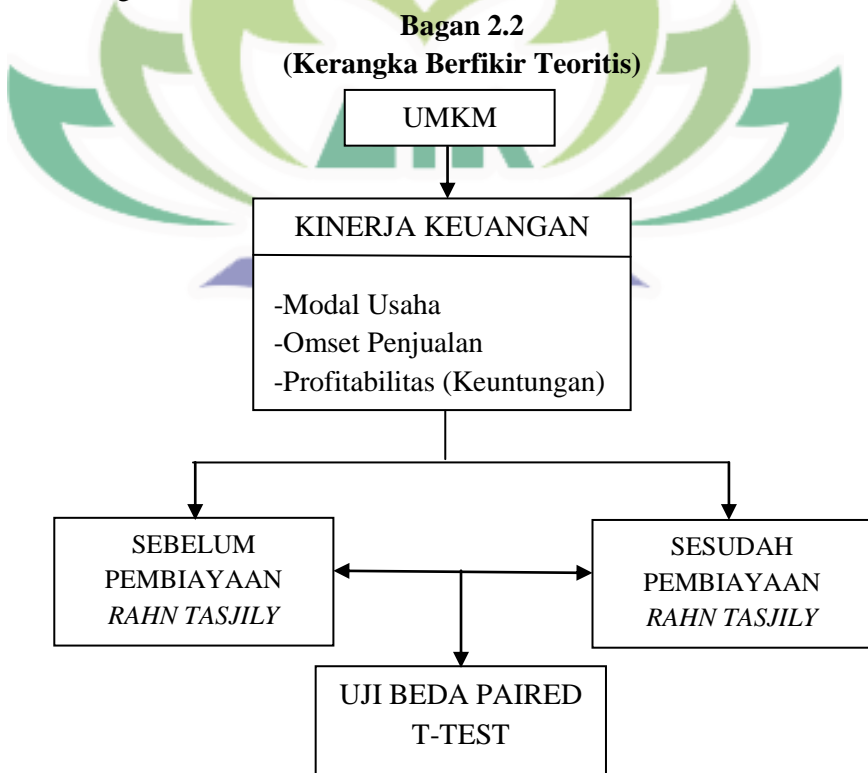 Bagan 2.2
(Kerangka Berfikir Teoritis)
UMKM
KINERJA KEUANGAN
-Modal Usaha
-Omset Penjualan
-Profitabilitas (Keuntungan)
SEBELUM
PEMBIAYAAN
RAHN TASJILY
SESUDAH
PEMBIAYAAN
RAHN TASJILY
UJI BEDA PAIRED
T-TEST